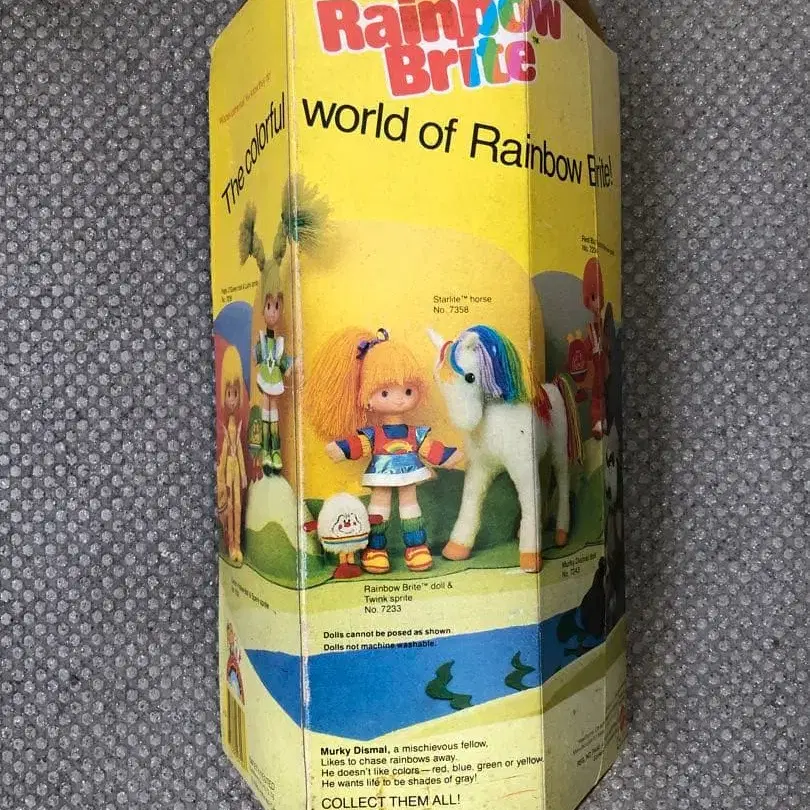 Rainbow
Brite™
The colorful world of Rainbow Brite!
Starlite™ horse
No. 7358
Rainbow Brite™ doll &
Twink sprite
No. 7233
Murky Dismal
Dolls cannot be posed as shown.
Dolls not machine washable.
Murky Dismal, a mischievous fellow,
Likes to chase rainbows away.
He doesn't like colors — red, blue, green or yellow.
He wants life to be shades of gray!
COLLECT THEM ALL!